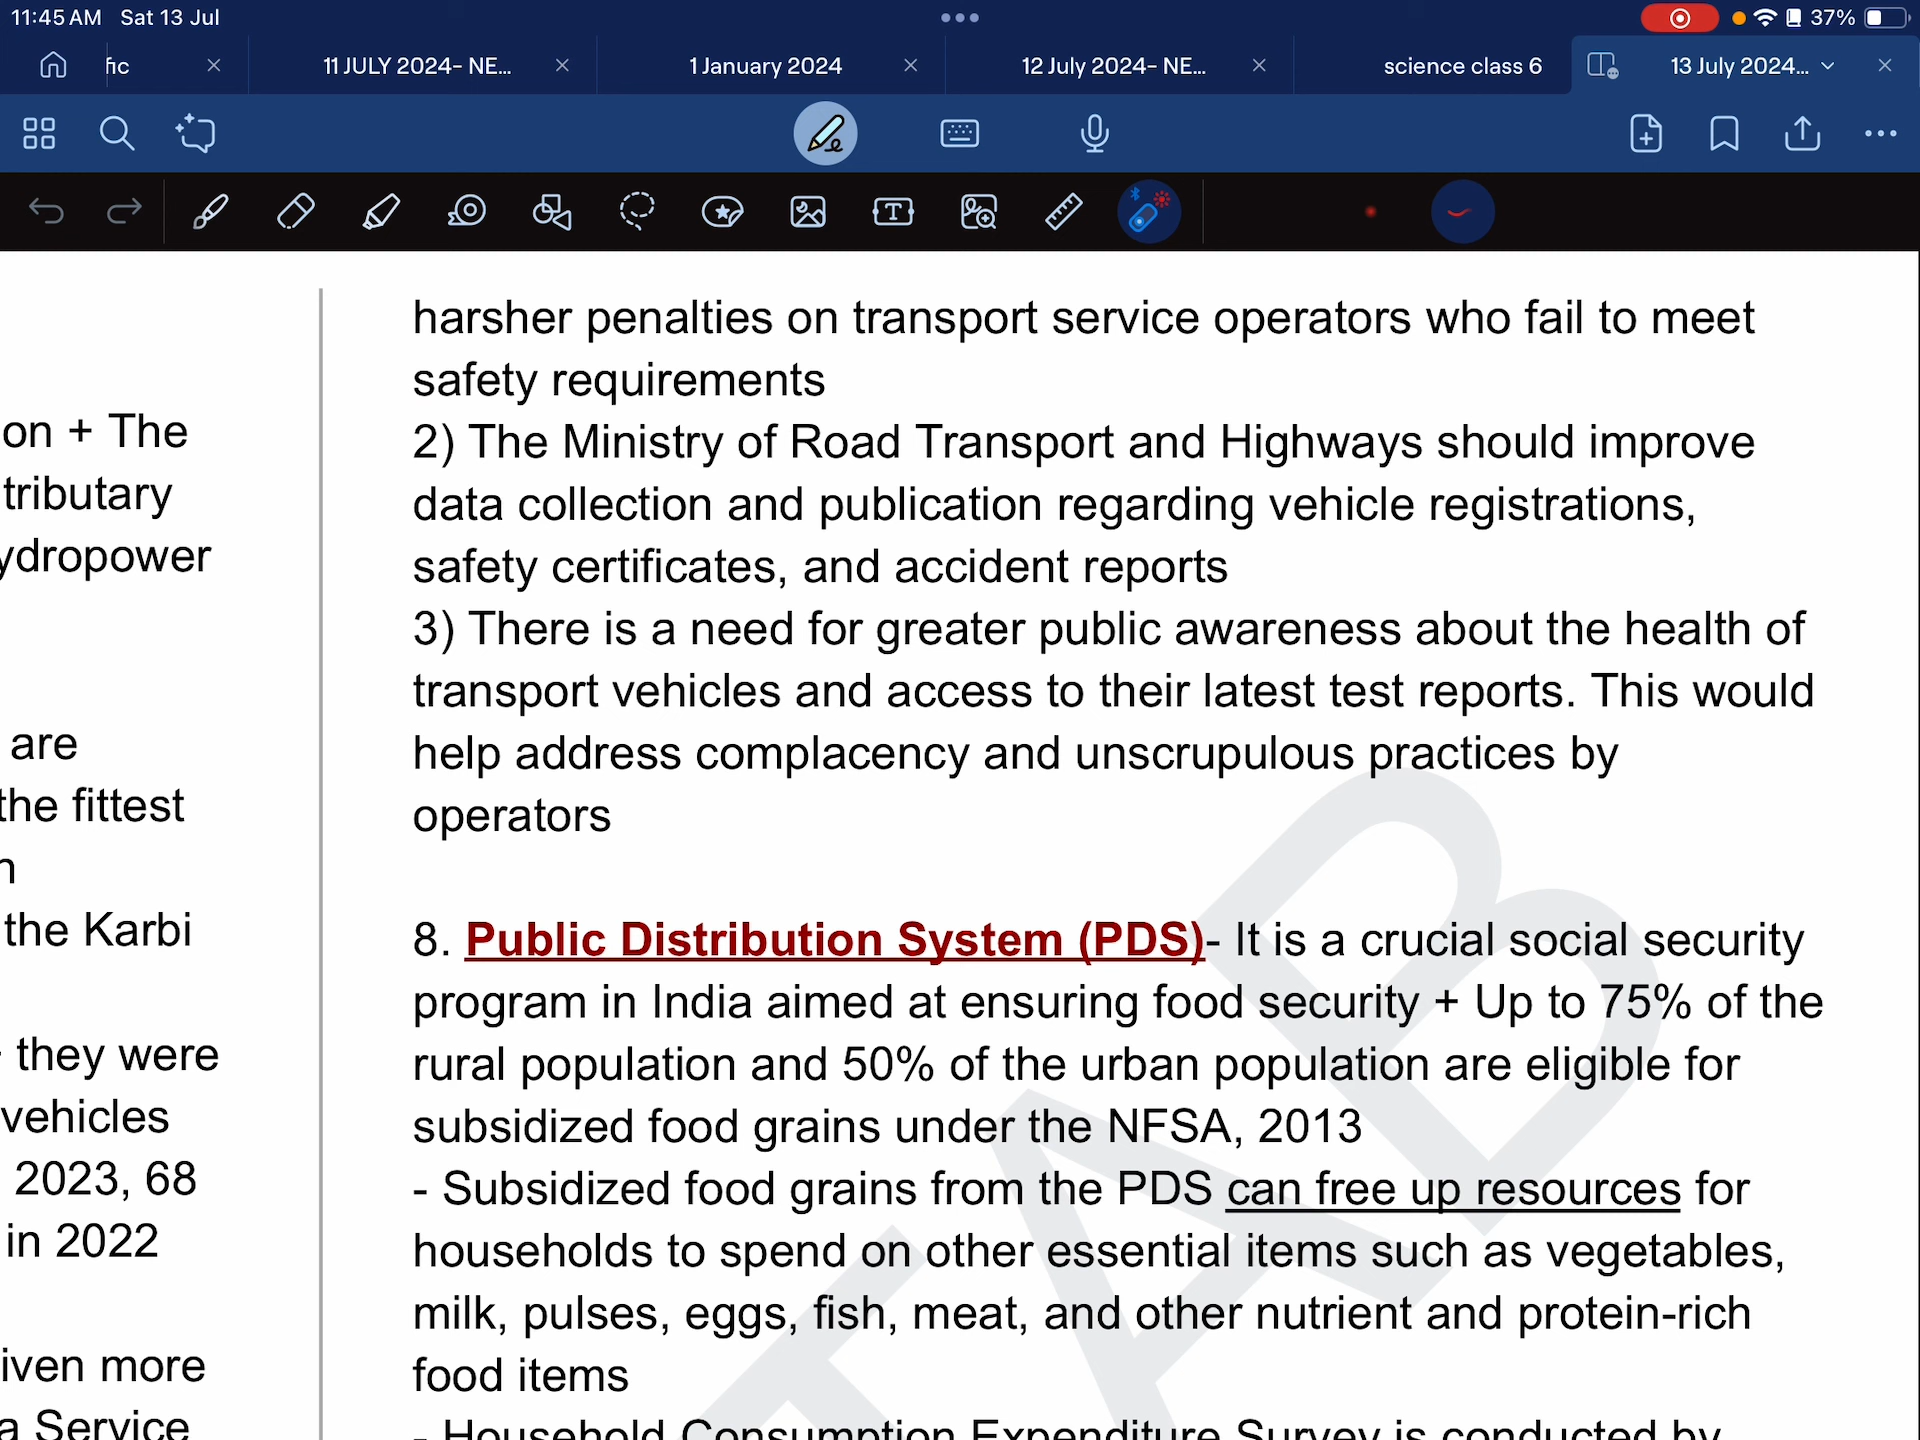 11:45 AM Sat 13 Jul
37%
fic
11 JULY 2024- NE...
1 January 2024
12 July 2024- NE...
science class 6
13 July 2024...
on + The
tributary
ydropower
are
the fittest
n
the Karbi
they were
vehicles
2023, 68
in 2022
iven more
a Service
harsher penalties on transport service operators who fail to meet
safety requirements
2) The Ministry of Road Transport and Highways should improve
data collection and publication regarding vehicle registrations,
safety certificates, and accident reports
3) There is a need for greater public awareness about the health of
transport vehicles and access to their latest test reports. This would
help address complacency and unscrupulous practices by
operators
8. Public Distribution System (PDS)- It is a crucial social security
program in India aimed at ensuring food security + Up to 75% of the
rural population and 50% of the urban population are eligible for
subsidized food grains under the NFSA, 2013
- Subsidized food grains from the PDS can free up resources for
households to spend on other essential items such as vegetables,
milk, pulses, eggs, fish, meat, and other nutrient and protein-rich
food items
- Household Consumption Expenditure Survey is conducted by
TAB